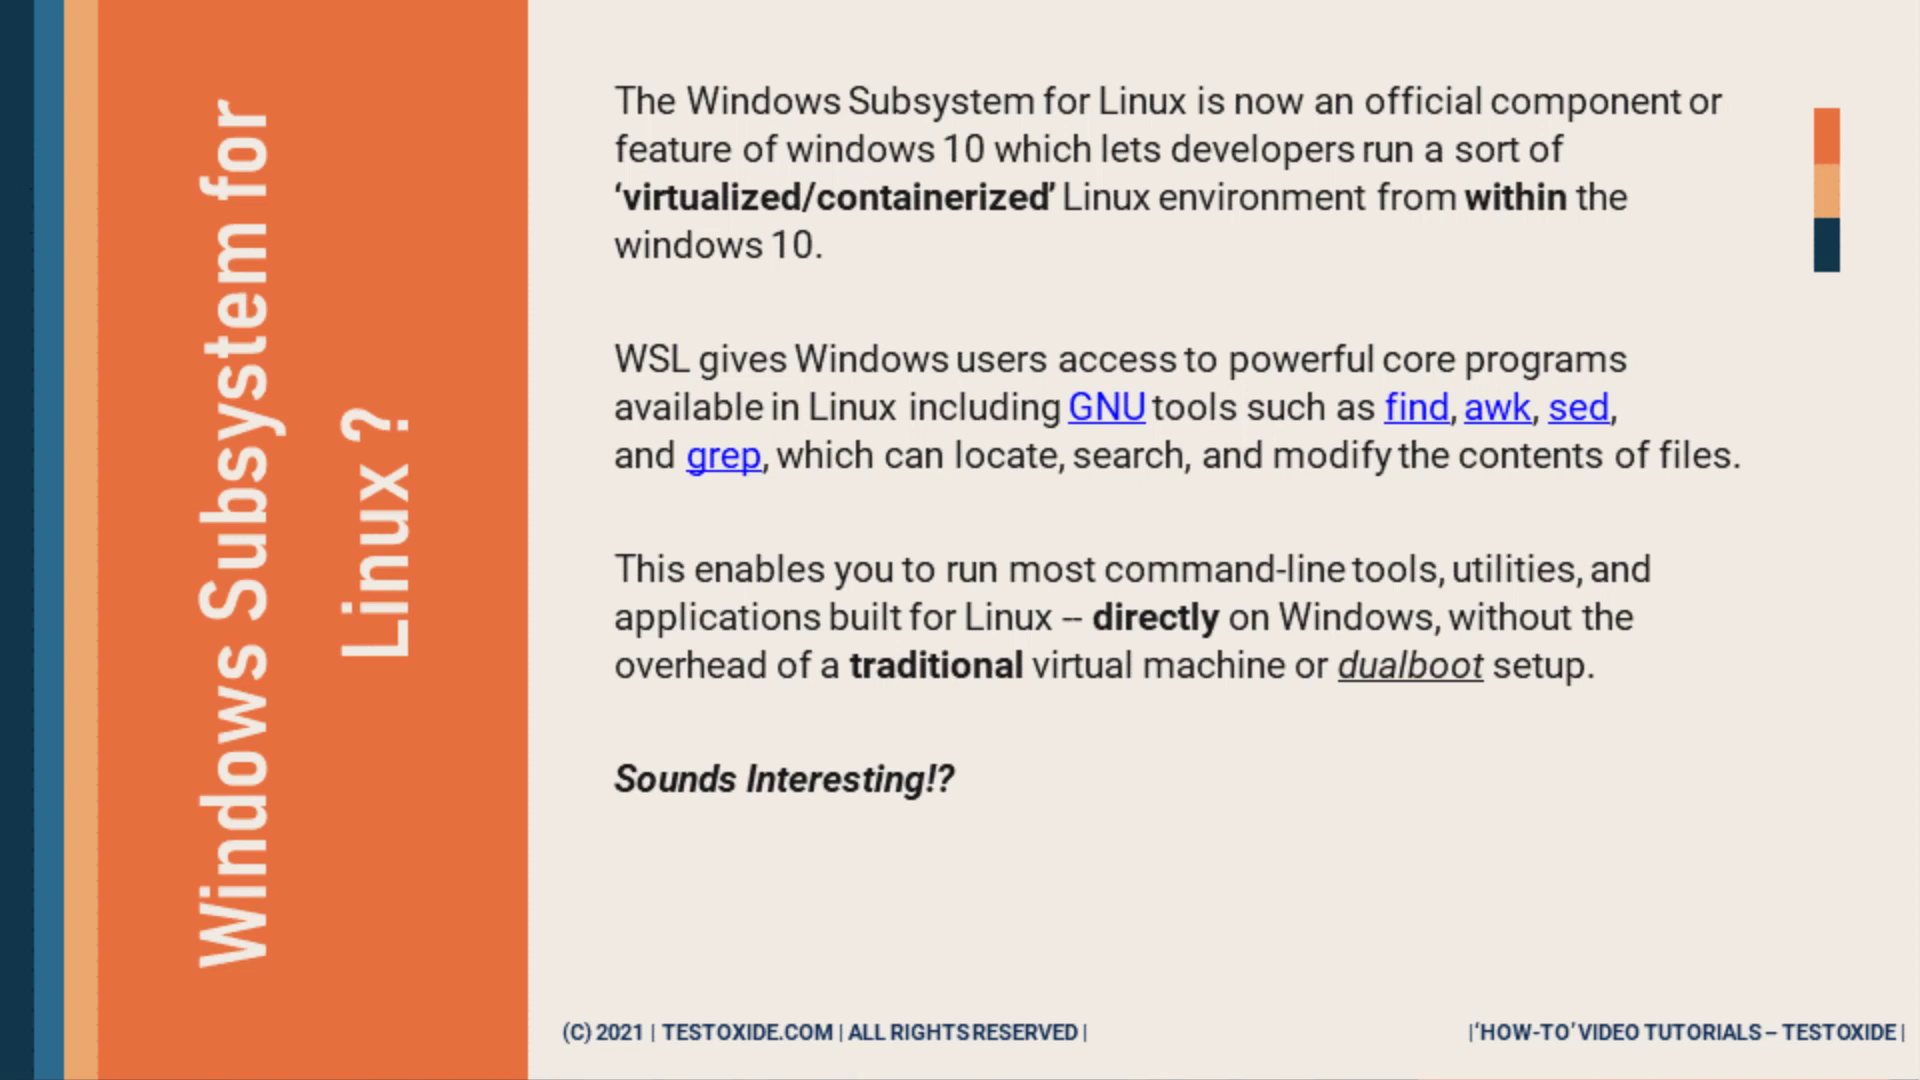 Windows Subsystem for
Linux ?
The Windows Subsystem for Linux is now an official component or
feature of windows 10 which lets developers run a sort of
‘virtualized/containerized’ Linux environment from within the
windows 10.
WSL gives Windows users access to powerful core programs
available in Linux including GNU tools such as find, awk, sed,
and grep, which can locate, search, and modify the contents of files.
This enables you to run most command-line tools, utilities, and
applications built for Linux -- directly on Windows, without the
overhead of a traditional virtual machine or dualboot setup.
Sounds Interesting!?
(C) 2021 | TESTOXIDE.COM | ALL RIGHTS RESERVED |
|‘HOW-TO’ VIDEO TUTORIALS – TESTOXIDE |